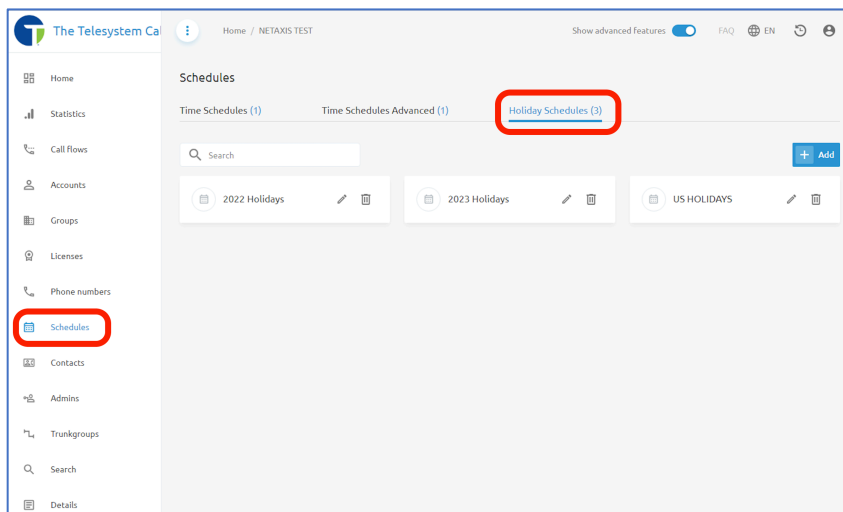 The Telesystem Cal
Home / NETAXIS TEST
Show advanced features
FAQ
EN
Home
Statistics
Call flows
Accounts
Groups
Licenses
Phone numbers
Schedules
Contacts
Admins
Trunkgroups
Search
Details
Schedules
Time Schedules (1)
Time Schedules Advanced (1)
Holiday Schedules (3)
Search
+ Add
2022 Holidays
2023 Holidays
US HOLIDAYS